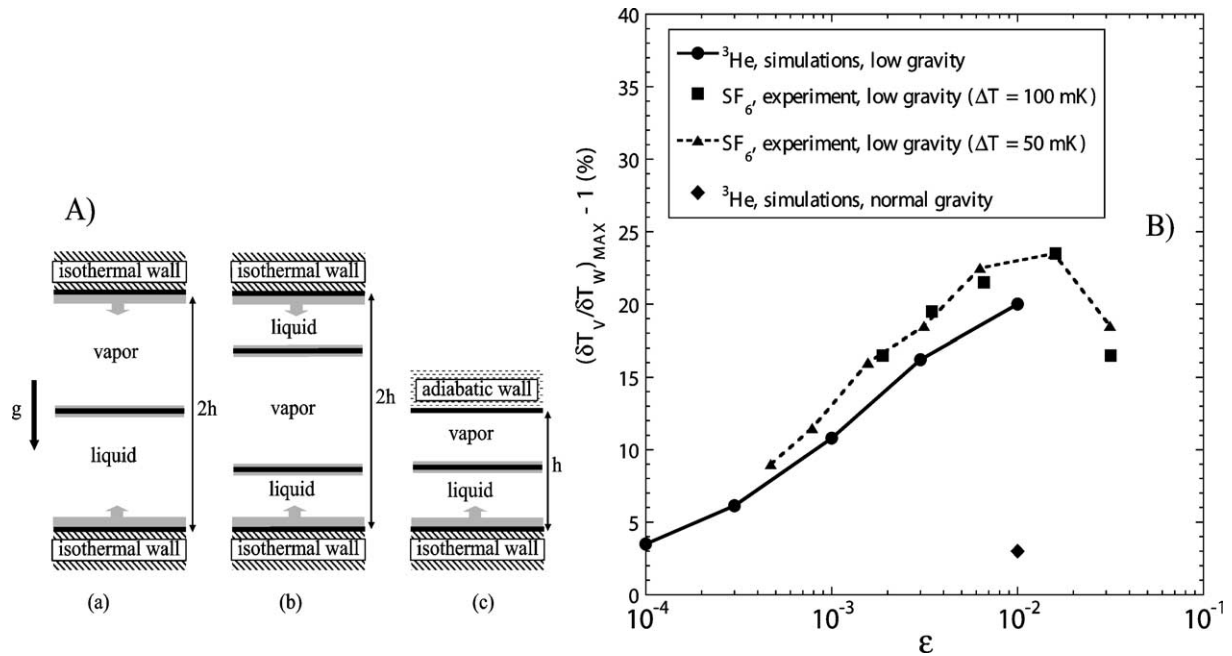 A)
isothermal wall
vapor
g
liquid
2h
isothermal wall
(a)
isothermal wall
liquid
vapor
2h
liquid
isothermal wall
(b)
adiabatic wall
vapor
h
liquid
isothermal wall
(c)
B)
(δT_V/δT_W)_MAX - 1 (%)
40
35
30
25
20
15
10
5
0
³He, simulations, low gravity
SF₆, experiment, low gravity (ΔT = 100 mK)
SF₆, experiment, low gravity (ΔT = 50 mK)
³He, simulations, normal gravity
10⁻⁴
10⁻³
10⁻²
10⁻¹
ε